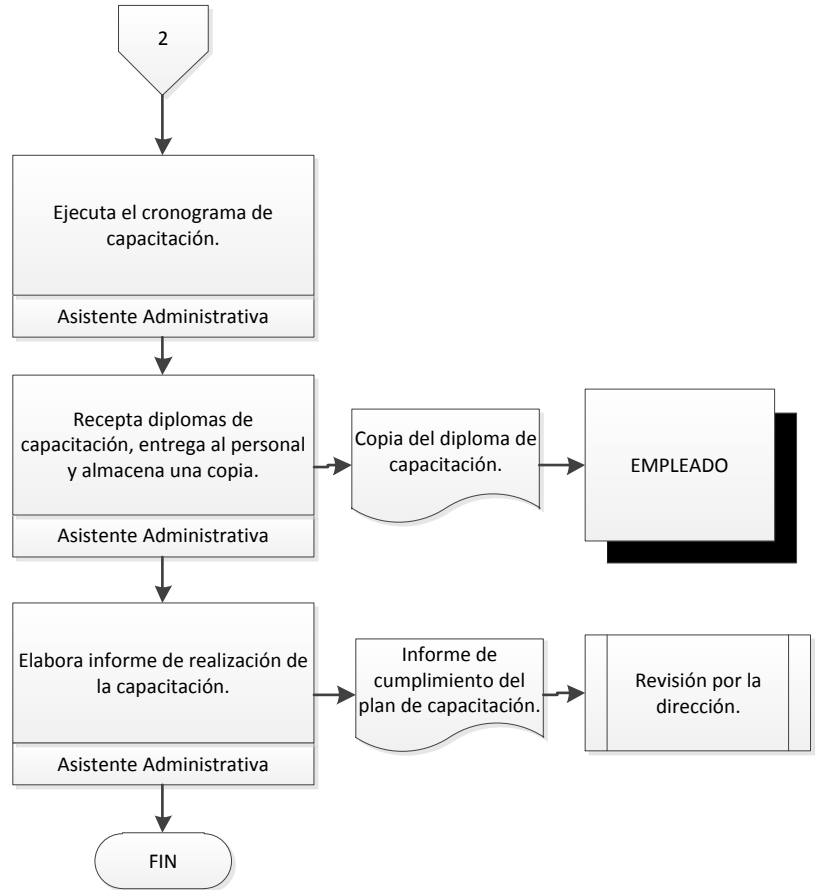 2
Ejecuta el cronograma de
capacitación.
Asistente Administrativa
Recepta diplomas de
capacitación, entrega al personal
y almacena una copia.
Asistente Administrativa
Copia del diploma de
capacitación.
EMPLEADO
Elabora informe de realización de
la capacitación.
Asistente Administrativa
Informe de
cumplimiento del
plan de capacitación.
Revisión por la
dirección.
FIN